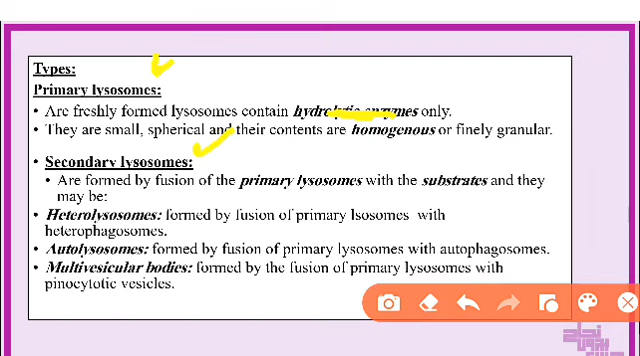 Types:
Primary lysosomes:
• Are freshly formed lysosomes contain hydrolytic enzymes only.
• They are small, spherical and their contents are homogenous or finely granular.
• Secondary lysosomes:
• Are formed by fusion of the primary lysosomes with the substrates and they
may be:
• Heterolysosomes: formed by fusion of primary lsosomes with
heterophagosomes.
• Autolysosomes: formed by fusion of primary lysosomes with autophagosomes.
• Multivesicular bodies: formed by the fusion of primary lysosomes with
pinocytotic vesicles.